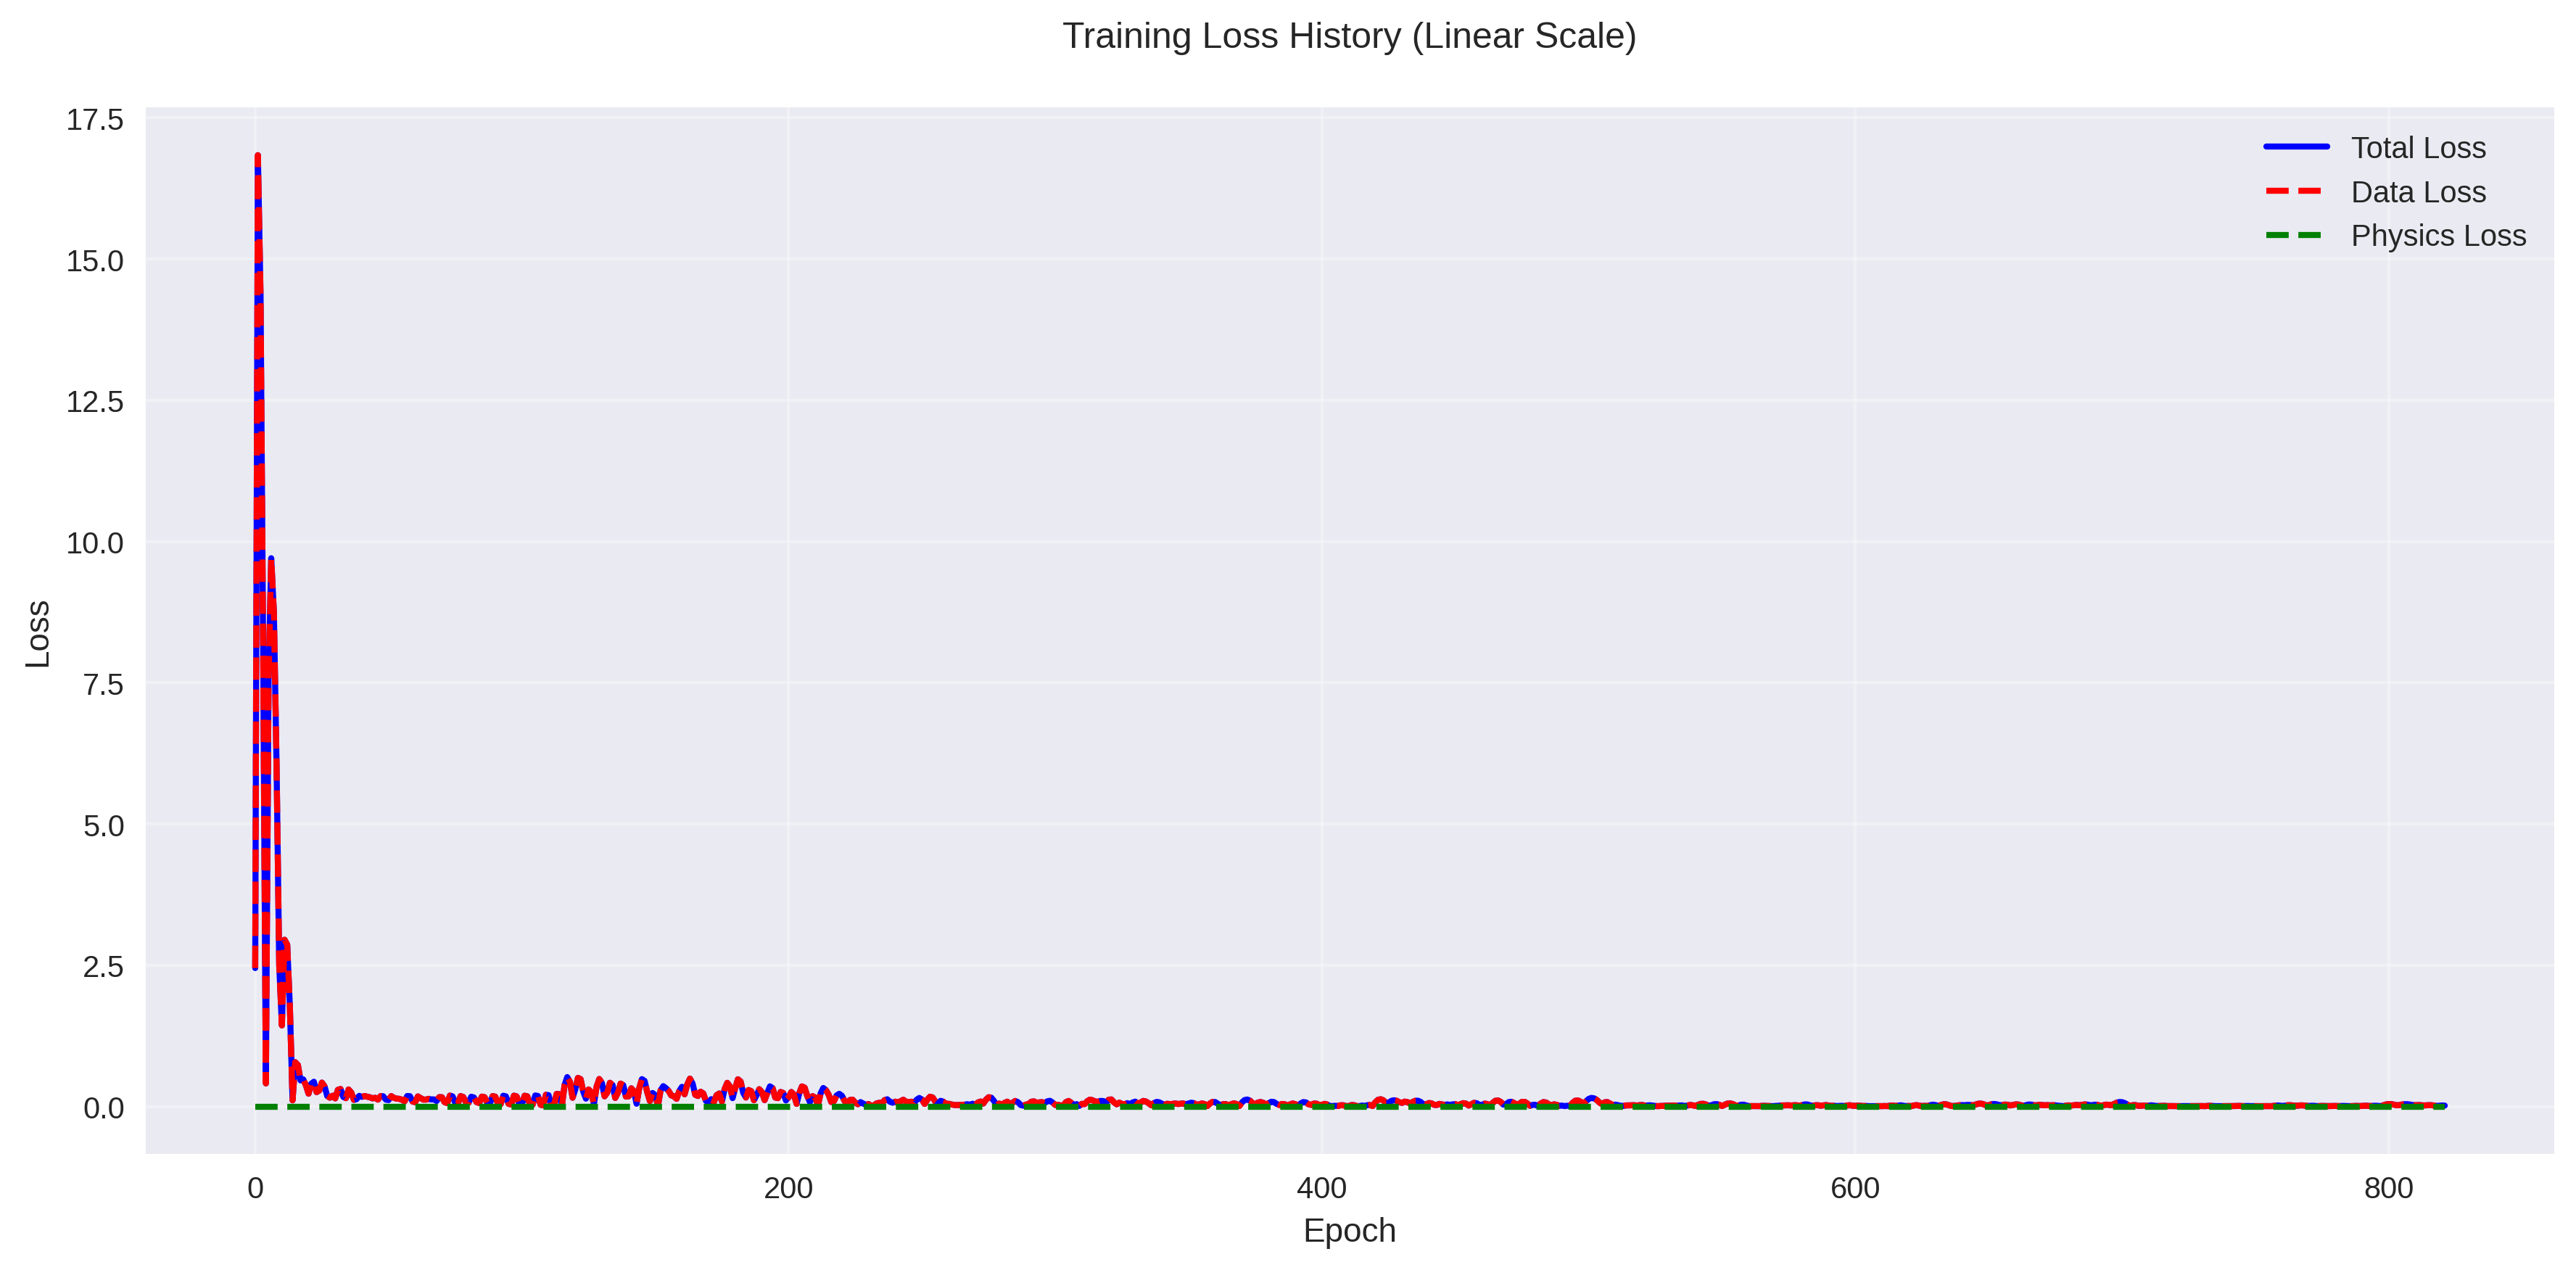 Training Loss History (Linear Scale)
17.5
15.0
12.5
10.0
7.5
5.0
2.5
0.0
Loss
Total Loss
Data Loss
Physics Loss
0
200
400
600
800
Epoch